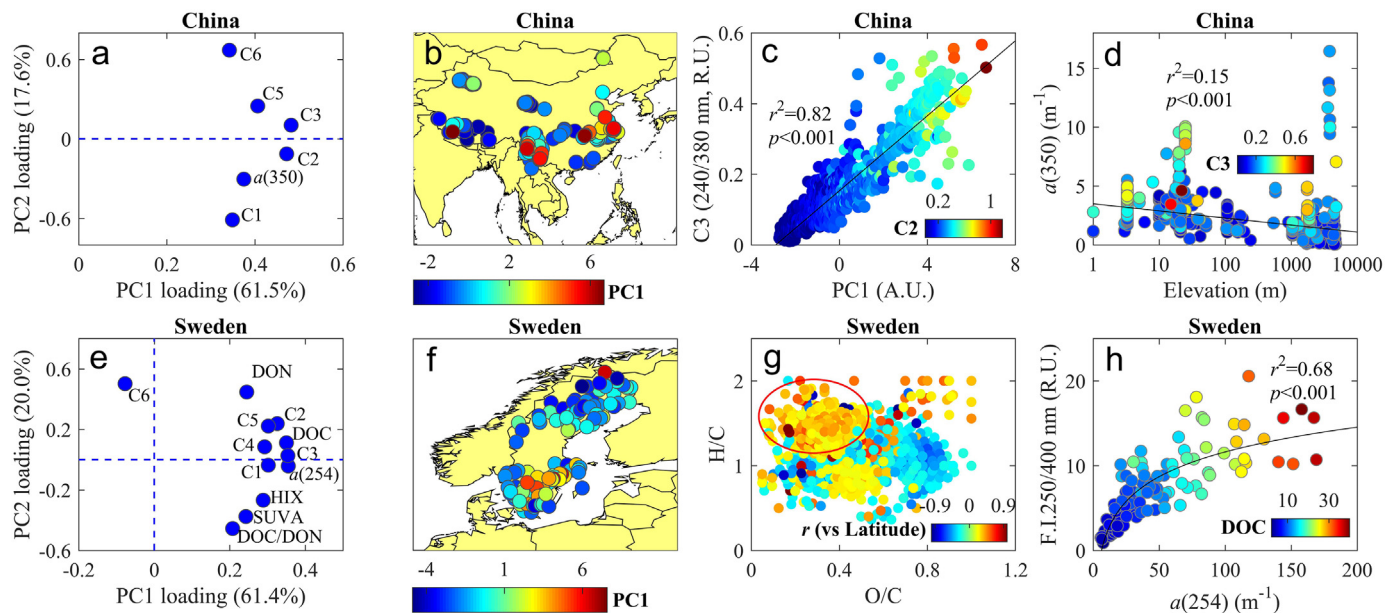 China
a
0.6
0
-0.6
PC2 loading (17.6%)
C6
C5
C3
C2
a(350)
C1
0
0.2
0.4
0.6
PC1 loading (61.5%)
b
-2
2
6
PC1
China
c
0.6
0.4
0.2
0
C3 (240/380 nm, R.U.)
r²=0.82
p<0.001
0.2
1
C2
-4
0
4
8
PC1 (A.U.)
China
d
15
10
5
0
a(350) (m⁻¹)
r²=0.15
p<0.001
0.2 0.6
C3
1
10
100
1000
10000
Elevation (m)
Sweden
e
0.6
0.2
-0.2
-0.6
PC2 loading (20.0%)
C6
DON
C5
C2
C4
DOC
C3
C1
a(254)
HIX
SUVA
DOC/DON
-0.2
0
0.2
0.4
PC1 loading (61.4%)
Sweden
f
-4
1
6
PC1
Sweden
g
2
1
0
H/C
-0.9 0.9
r (vs Latitude)
0
0.4
0.8
1.2
O/C
Sweden
h
20
10
0
F.I.250/400 nm (R.U.)
r²=0.68
p<0.001
10 30
DOC
0
50
100
150
200
a(254) (m⁻¹)